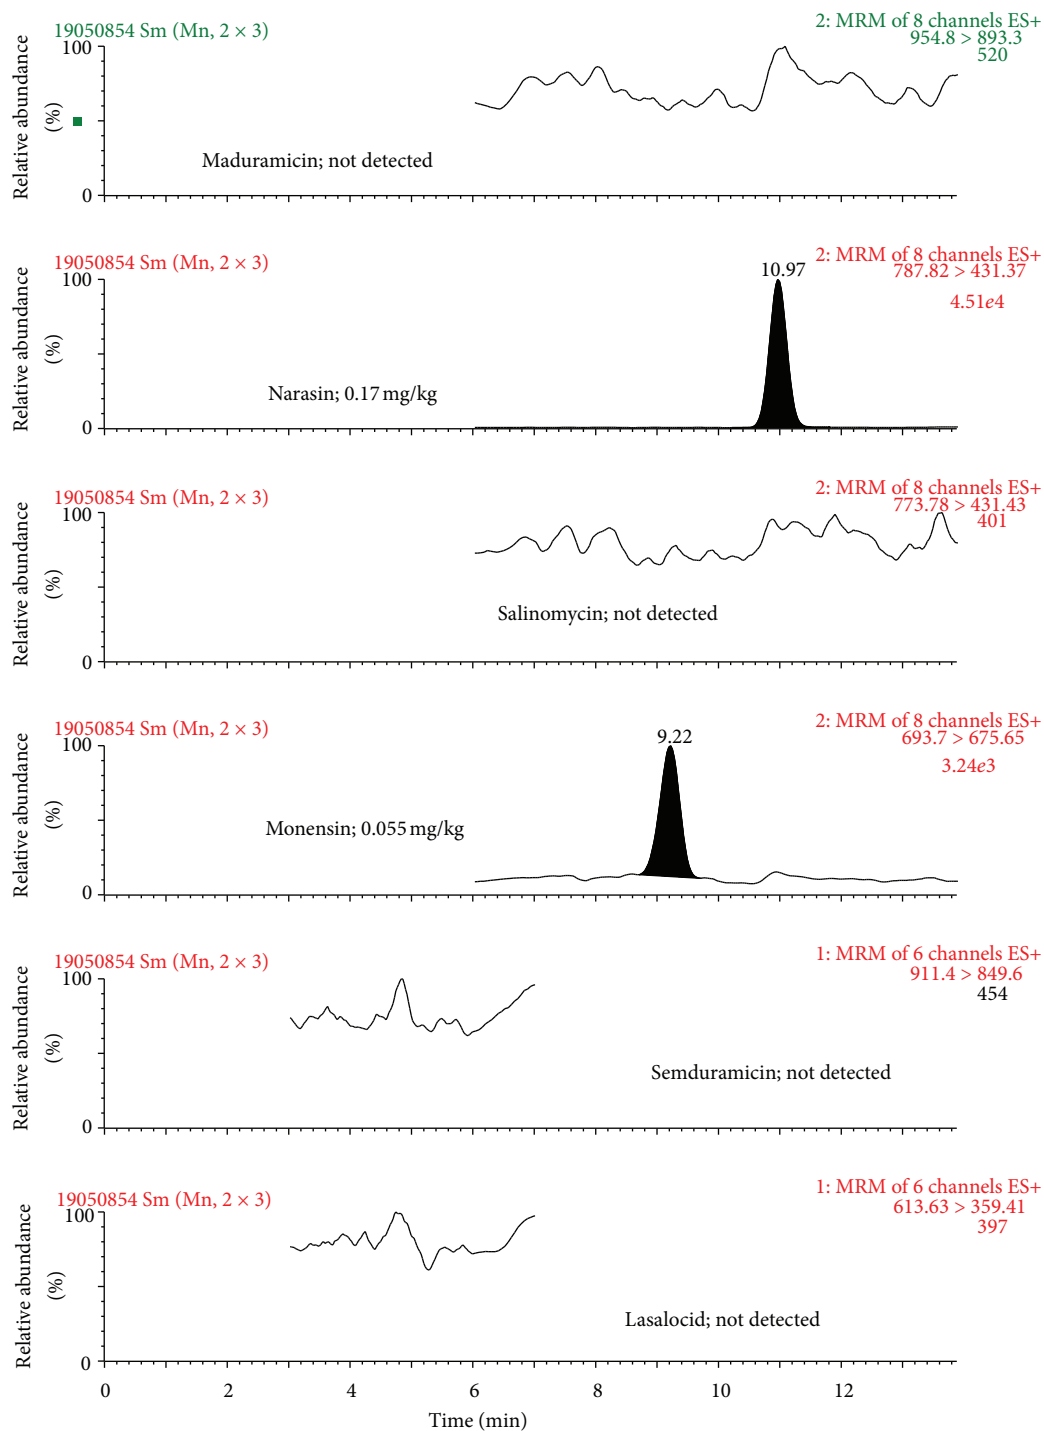 19050854 Sm (Mn, 2 × 3)
2: MRM of 8 channels ES+
954.8 > 893.3
520
Relative abundance
(%)
100
0
Maduramicin; not detected
19050854 Sm (Mn, 2 × 3)
2: MRM of 8 channels ES+
787.82 > 431.37
4.51e4
Relative abundance
(%)
100
0
10.97
Narasin; 0.17 mg/kg
19050854 Sm (Mn, 2 × 3)
2: MRM of 8 channels ES+
773.78 > 431.43
401
Relative abundance
(%)
100
0
Salinomycin; not detected
19050854 Sm (Mn, 2 × 3)
2: MRM of 8 channels ES+
693.7 > 675.65
3.24e3
Relative abundance
(%)
100
0
9.22
Monensin; 0.055 mg/kg
19050854 Sm (Mn, 2 × 3)
1: MRM of 6 channels ES+
911.4 > 849.6
454
Relative abundance
(%)
100
0
Semduramicin; not detected
19050854 Sm (Mn, 2 × 3)
1: MRM of 6 channels ES+
613.63 > 359.41
397
Relative abundance
(%)
100
0
Lasalocid; not detected
0 2 4 6 8 10 12
Time (min)